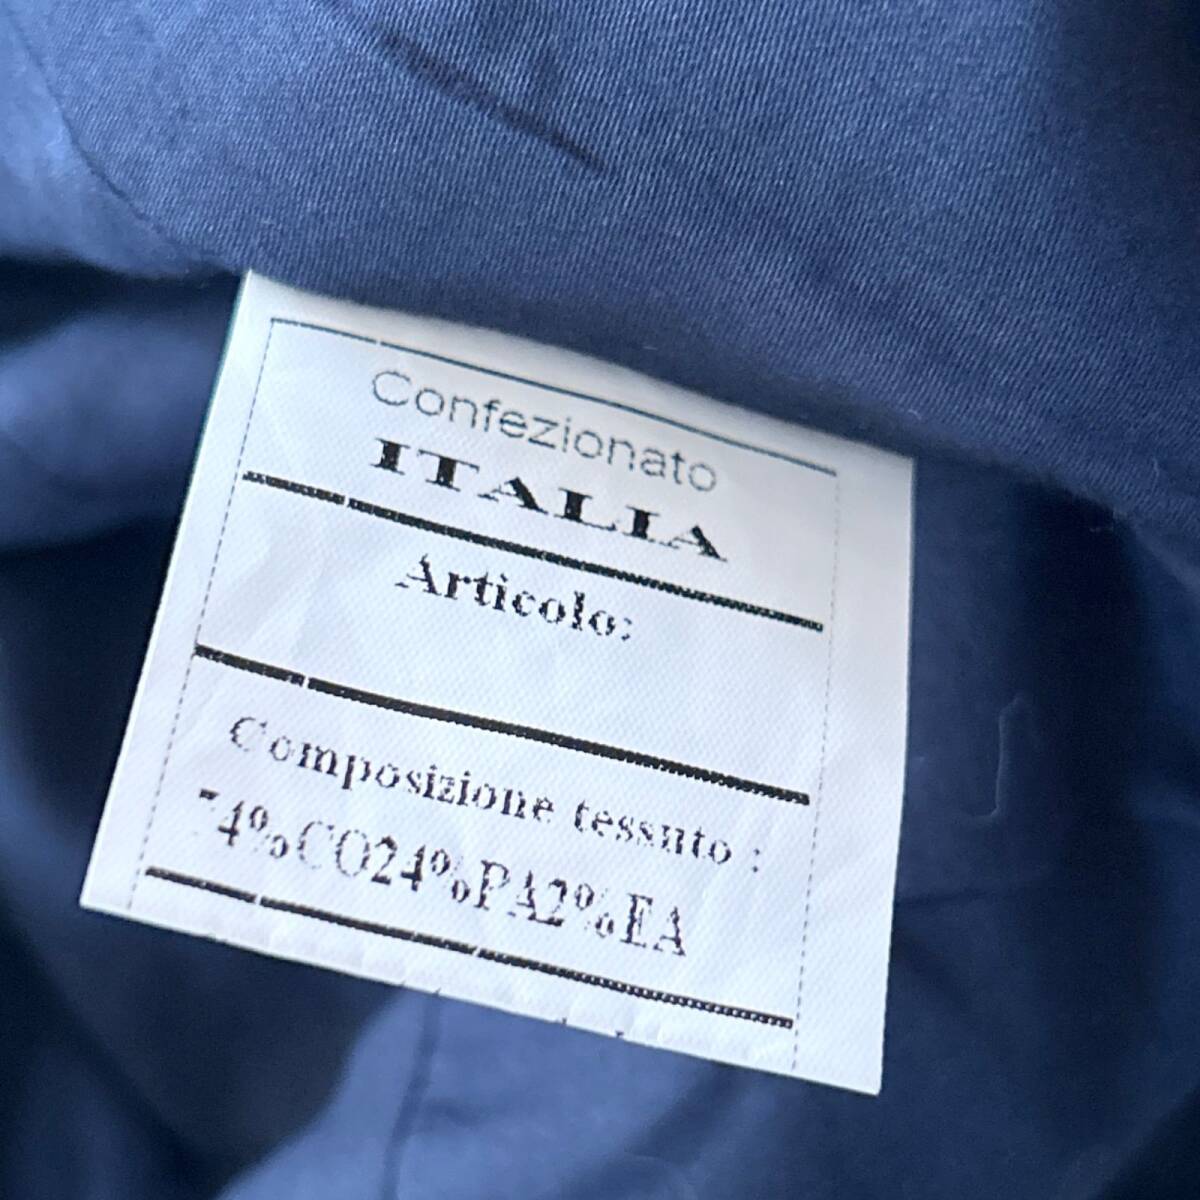 Confezionato
ITALIA
Articolo:
Composizione tessuto :
74%CO24%PA2%EA